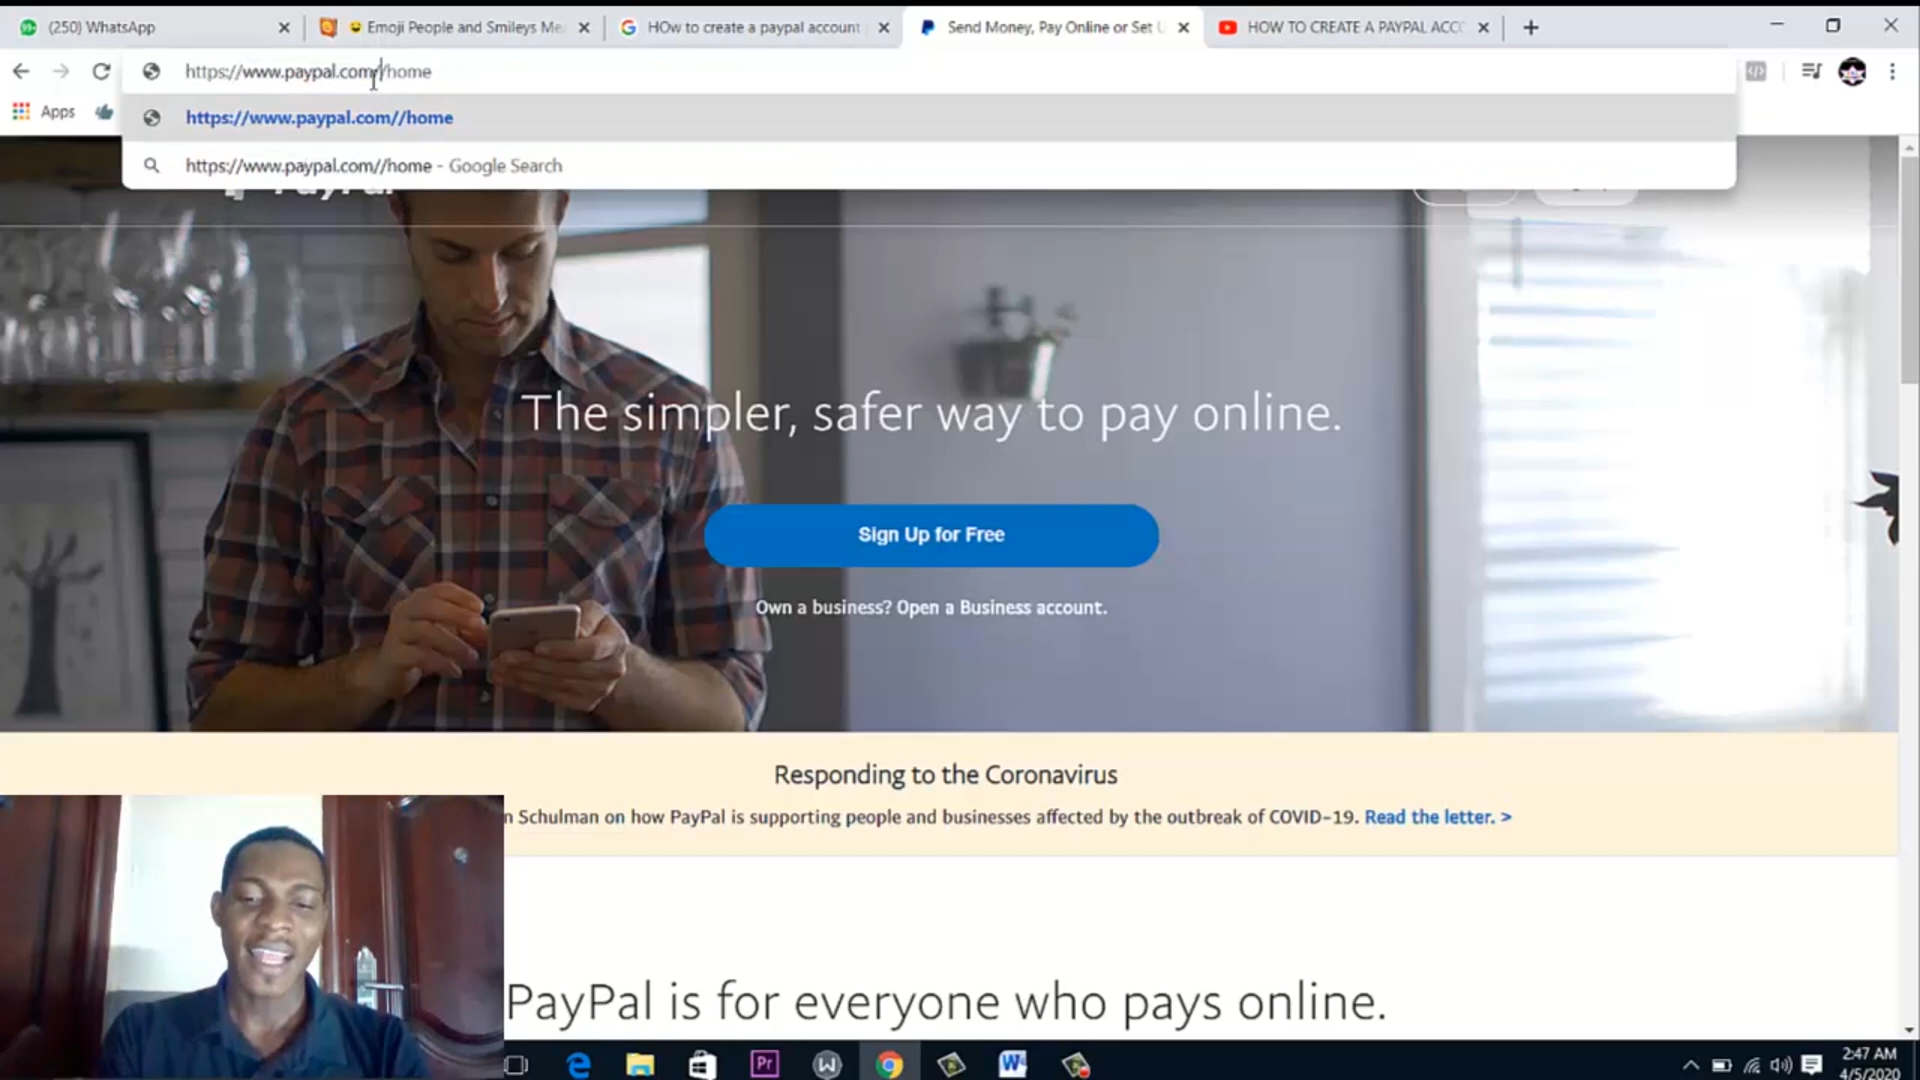 (250) WhatsApp
Emoji People and Smileys Me
HOw to create a paypal account
Send Money, Pay Online or Set U
HOW TO CREATE A PAYPAL ACCO
https://www.paypal.com//home
Apps
https://www.paypal.com//home
https://www.paypal.com//home - Google Search
PayPal
The simpler, safer way to pay online.
Sign Up for Free
Own a business? Open a Business account.
Responding to the Coronavirus
n Schulman on how PayPal is supporting people and businesses affected by the outbreak of COVID-19. Read the letter. >
PayPal is for everyone who pays online.
Pr
W
2:47 AM
4/5/2020